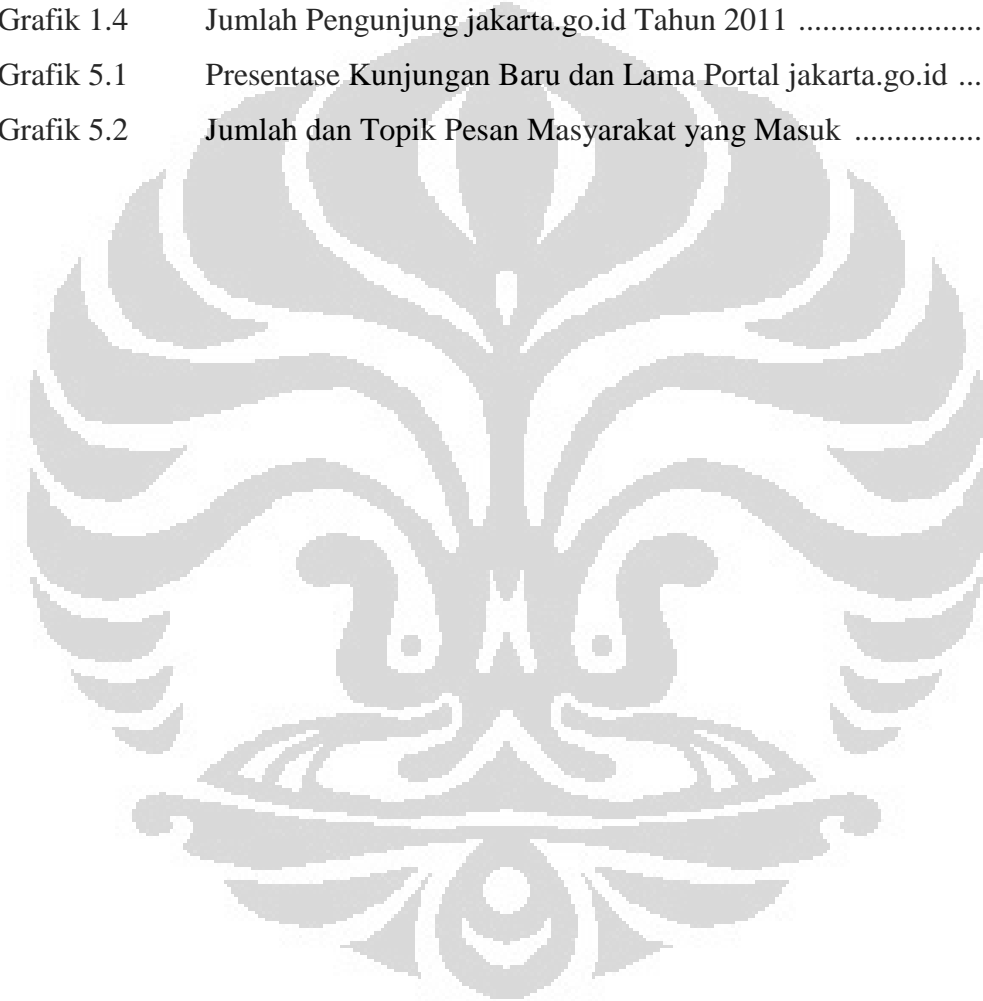 Grafik 1.4 Jumlah Pengunjung jakarta.go.id Tahun 2011 ......................
Grafik 5.1 Presentase Kunjungan Baru dan Lama Portal jakarta.go.id ...
Grafik 5.2 Jumlah dan Topik Pesan Masyarakat yang Masuk ................